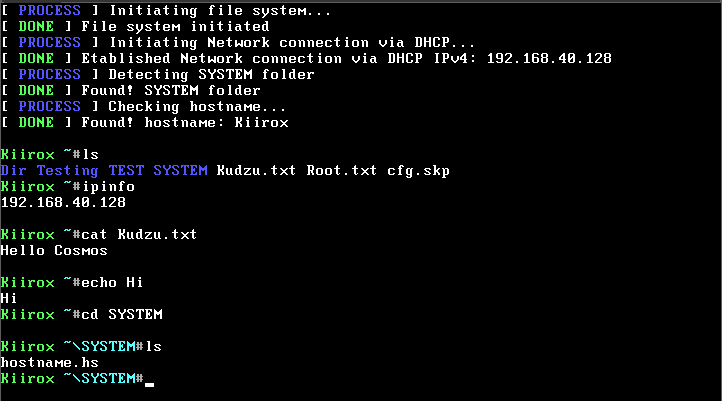 [ PROCESS ] Initiating file system...
[ DONE ] File system initiated
[ PROCESS ] Initiating Network connection via DHCP...
[ DONE ] Etablished Network connection via DHCP IPv4: 192.168.40.128
[ PROCESS ] Detecting SYSTEM folder
[ DONE ] Found! SYSTEM folder
[ PROCESS ] Checking hostname...
[ DONE ] Found! hostname: Kiirox
Kiirox ~#ls
Dir Testing TEST SYSTEM Kudzu.txt Root.txt cfg.skp
Kiirox ~#ipinfo
192.168.40.128
Kiirox ~#cat Kudzu.txt
Hello Cosmos
Kiirox ~#echo Hi
Hi
Kiirox ~#cd SYSTEM
Kiirox ~\SYSTEM#ls
hostname.hs
Kiirox ~\SYSTEM#_